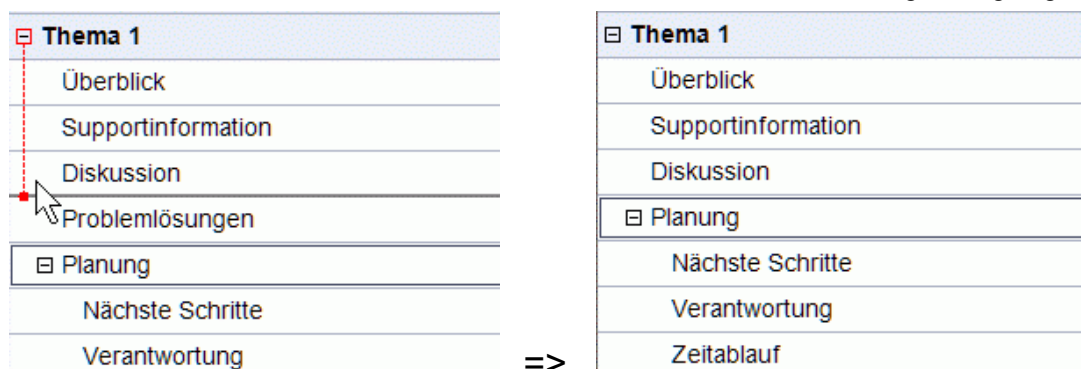 Thema 1
Überblick
Supportinformation
Diskussion
Problemlösungen
Planung
Nächste Schritte
Verantwortung
=>
Thema 1
Überblick
Supportinformation
Diskussion
Planung
Nächste Schritte
Verantwortung
Zeitablauf